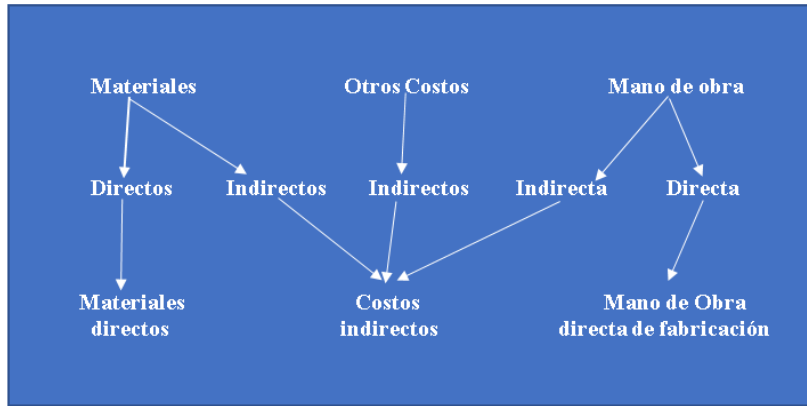 Materiales
Otros Costos
Mano de obra
Directos
Indirectos
Indirectos
Indirecta
Directa
Materiales
directos
Costos
indirectos
Mano de Obra
directa de fabricación